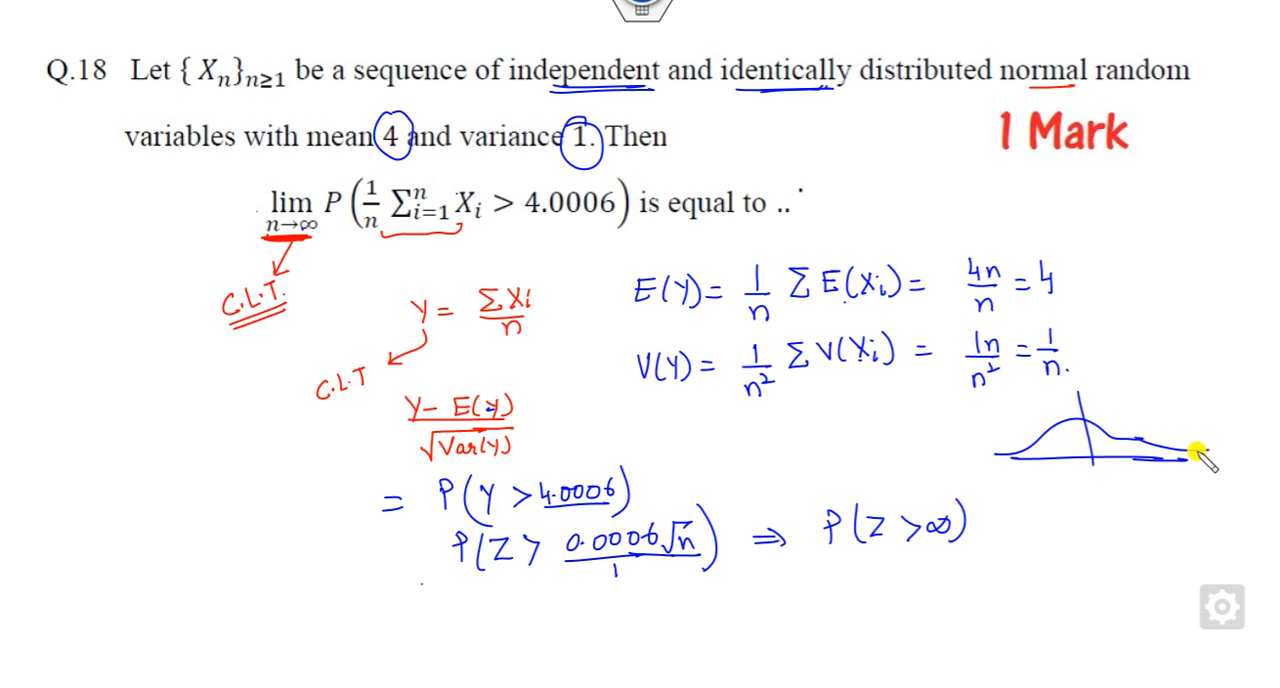 Q.18 Let { Xₙ}ₙ≥₁ be a sequence of independent and identically distributed normal random
variables with mean 4 and variance 1. Then
1 Mark
lim n→∞ P (1/n ∑ⁿᵢ₌₁ Xᵢ > 4.0006) is equal to ..
C.L.T.
Y = ΣXi/n
E(Y) = 1/n Σ E(Xi) = 4n/n = 4
C.L.T
V(Y) = 1/n² Σ V(Xi) = 1n/n² = 1/n.
Y – E(Y) / √Var(Y)
= P(Y > 4.0006)
P(Z > 0.0006√n / 1) ⇒ P(Z > ∞)